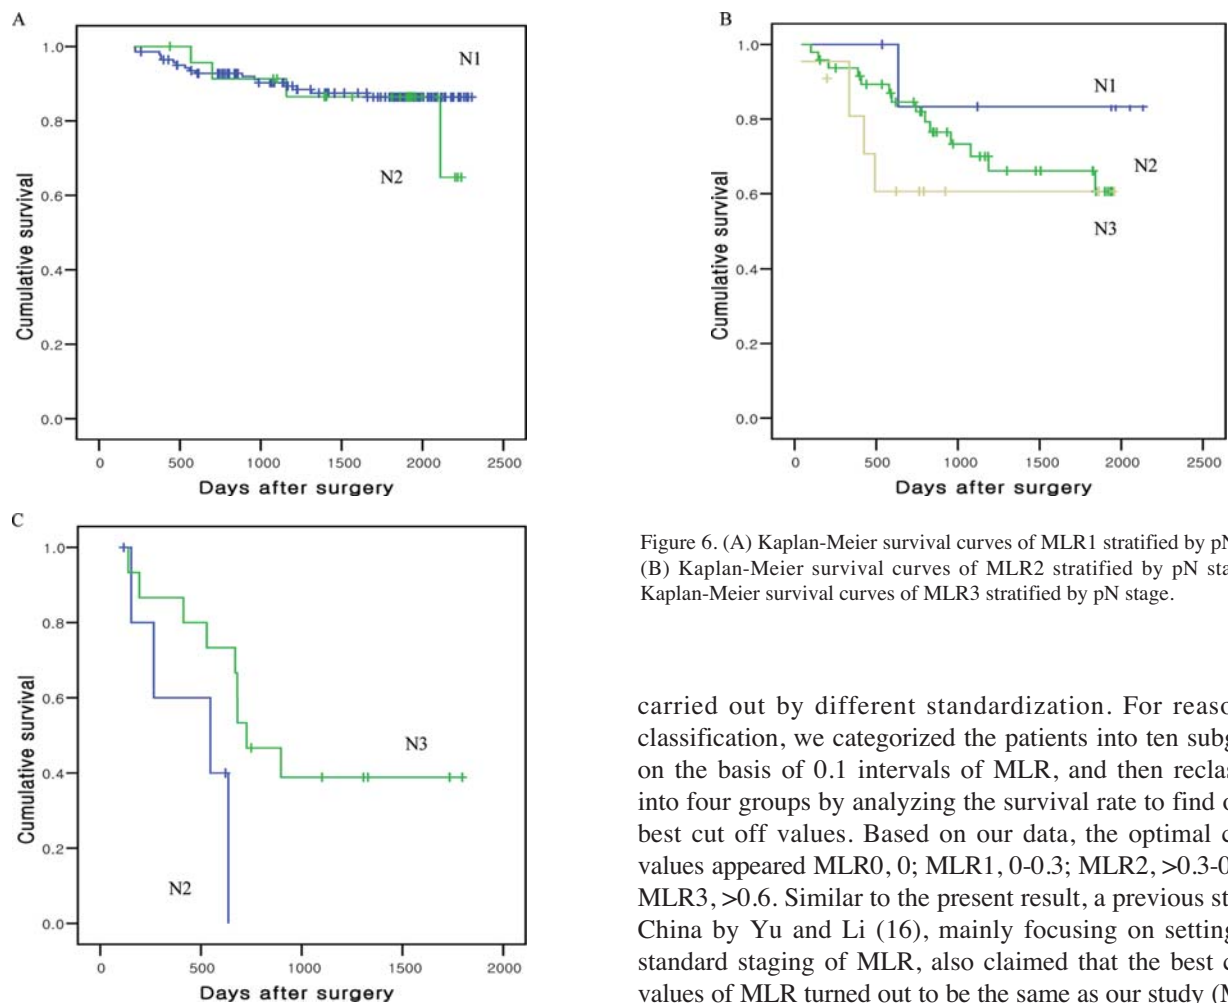 A
1.0
0.8
0.6
0.4
0.2
0.0
Cumulative survival
N1
N2
0 500 1000 1500 2000 2500
Days after surgery
B
1.0
0.8
0.6
0.4
0.2
0.0
Cumulative survival
N1
N2
N3
0 500 1000 1500 2000 2500
Days after surgery
C
1.0
0.8
0.6
0.4
0.2
0.0
Cumulative survival
N3
N2
0 500 1000 1500 2000
Days after surgery
Figure 6. (A) Kaplan-Meier survival curves of MLR1 stratified by pN
(B) Kaplan-Meier survival curves of MLR2 stratified by pN sta
Kaplan-Meier survival curves of MLR3 stratified by pN stage.
carried out by different standardization. For reaso
classification, we categorized the patients into ten subg
on the basis of 0.1 intervals of MLR, and then reclas
into four groups by analyzing the survival rate to find o
best cut off values. Based on our data, the optimal c
values appeared MLR0, 0; MLR1, 0-0.3; MLR2, >0.3-0
MLR3, >0.6. Similar to the present result, a previous st
China by Yu and Li (16), mainly focusing on setting
standard staging of MLR, also claimed that the best c
values of MLR turned out to be the same as our study (M